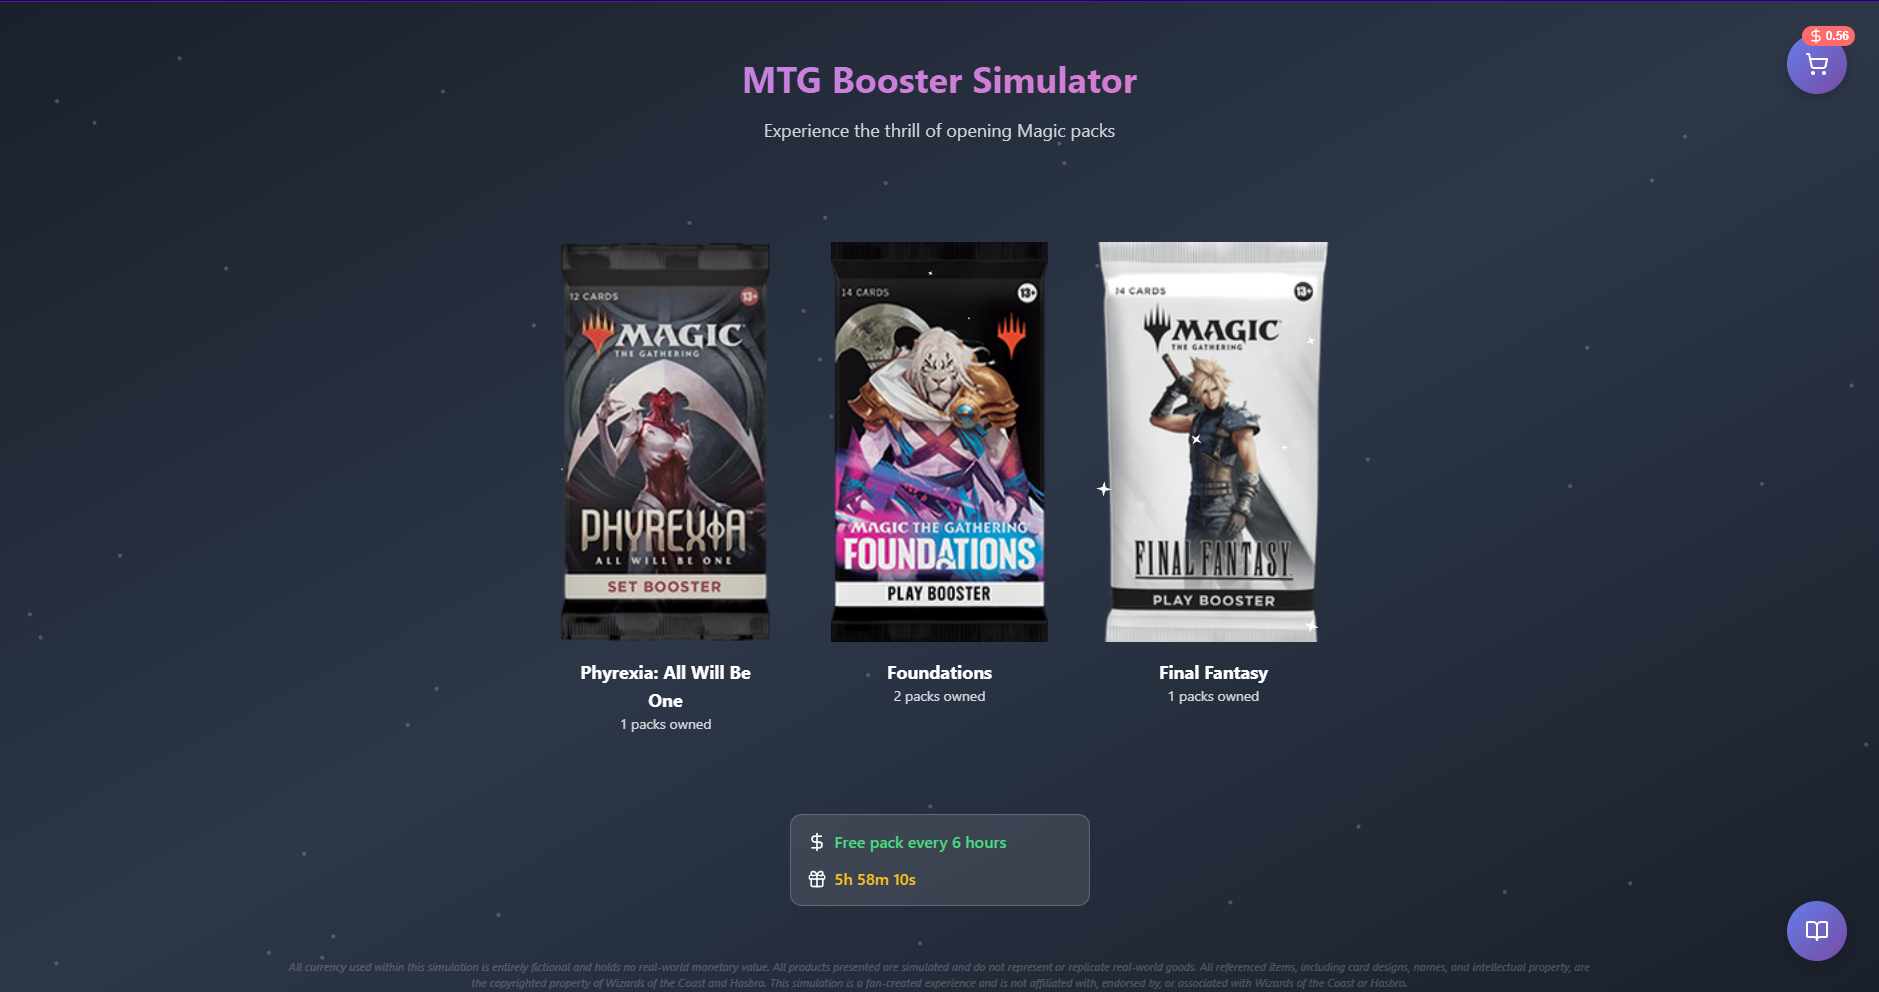 $ 0.56
MTG Booster Simulator
Experience the thrill of opening Magic packs
12 CARDS
13+
MAGIC
THE GATHERING
PHYREXIA
ALL WILL BE ONE
SET BOOSTER
14 CARDS
13+
MAGIC THE GATHERING
FOUNDATIONS
PLAY BOOSTER
14 CARDS
13+
MAGIC
THE GATHERING
FINAL FANTASY
PLAY BOOSTER
Phyrexia: All Will Be
One
1 packs owned
Foundations
2 packs owned
Final Fantasy
1 packs owned
$ Free pack every 6 hours
5h 58m 10s
All currency used within this simulation is entirely fictional and holds no real-world monetary value. All products presented are simulated and do not represent or replicate real-world goods. All referenced items, including card designs, names, and intellectual property, are
the copyrighted property of Wizards of the Coast and Hasbro. This simulation is a fan-created experience and is not affiliated with, endorsed by, or associated with Wizards of the Coast or Hasbro.